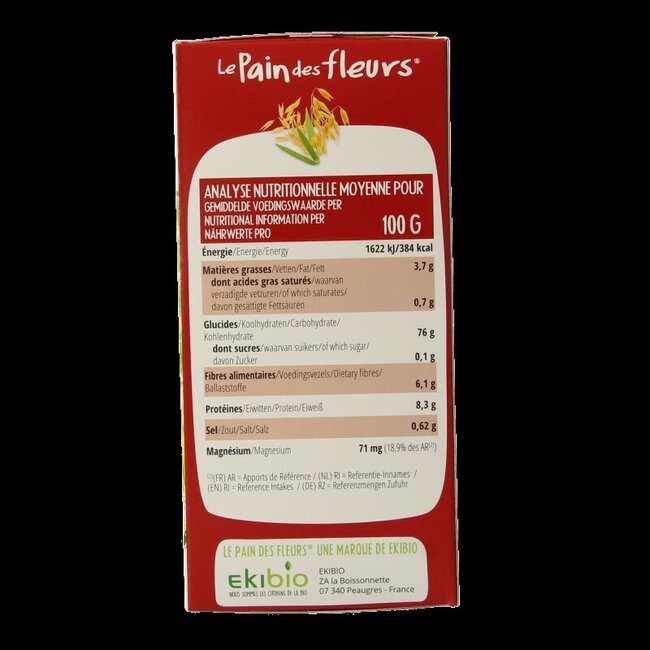 Le Pain des fleurs®
ANALYSE NUTRITIONNELLE MOYENNE POUR
GEMIDDELDE VOEDINGSWAARDE PER
NUTRITIONAL INFORMATION PER
NÄHRWERTE PRO
100 G
Énergie/Energie/Energy 1622 kJ/384 kcal
Matières grasses/Vetten/Fat/Fett 3,7 g
dont acides gras saturés/waarvan
verzadigde vetzuren/of which saturates/
davon gesättigte Fettsäuren 0,7 g
Glucides/Koolhydraten/Carbohydrate/
Kohlenhydrate 76 g
dont sucres/waarvan suikers/of which sugar/
davon Zucker 0,1 g
Fibres alimentaires/Voedingsvezels/Dietary fibres/
Ballaststoffe 6,1 g
Protéines/Eiwitten/Protein/Eiweiß 8,3 g
Sel/Zout/Salt/Salz 0,62 g
Magnésium/Magnesium 71 mg (18,9% des AR(2))
(2)(FR) AR = Apports de Référence / (NL) RI = Referentie-Innames /
(EN) RI = Reference Intakes / (DE) RZ = Referenzmengen Zufuhr
LE PAIN DES FLEURS® UNE MARQUE DE EKIBIO
EKibio
NOUS SOMMES LES CITOYENS DE LA BIO
EKIBIO
ZA la Boissonnette
07 340 Peaugres - France